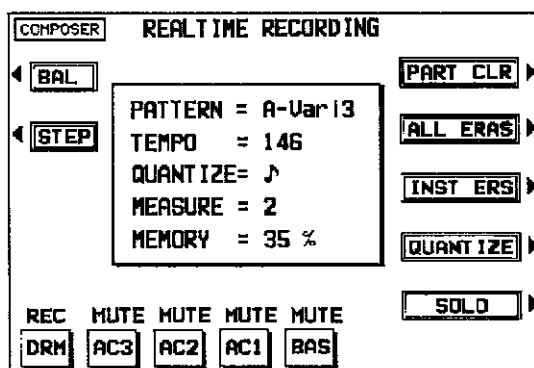 COMPOSER REALTIME RECORDING
BAL
PART CLR
PATTERN = A-Vari3
STEP
TEMPO = 146
ALL ERAS
QUANTIZE= ♪
INST ERS
MEASURE = 2
MEMORY = 35 %
QUANTIZE
SOLO
REC MUTE MUTE MUTE MUTE
DRM AC3 AC2 AC1 BAS